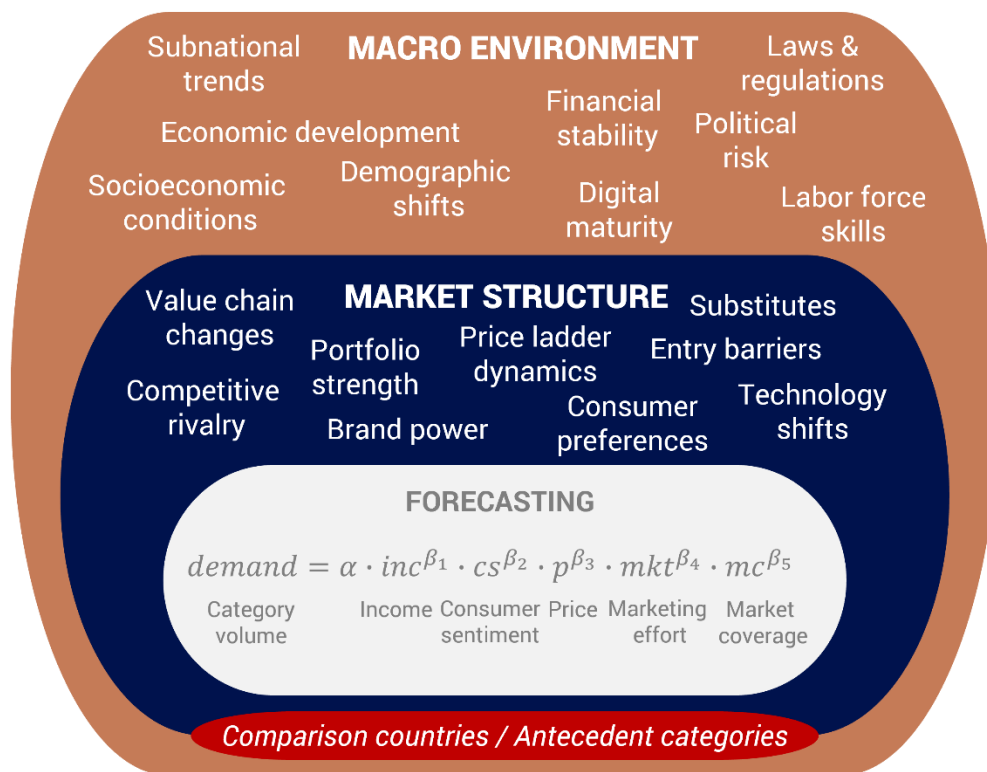 MACRO ENVIRONMENT
Subnational
trends
Laws &
regulations
Financial
stability
Economic development
Political
risk
Socioeconomic
conditions
Demographic
shifts
Digital
maturity
Labor force
skills
MARKET STRUCTURE
Value chain
changes
Substitutes
Portfolio
strength
Price ladder
dynamics
Entry barriers
Competitive
rivalry
Brand power
Consumer
preferences
Technology
shifts
FORECASTING
demand = α · inc^β₁ · cs^β₂ · p^β₃ · mkt^β₄ · mc^β₅
Category
volume
Income
Consumer
sentiment
Price
Marketing
effort
Market
coverage
Comparison countries / Antecedent categories